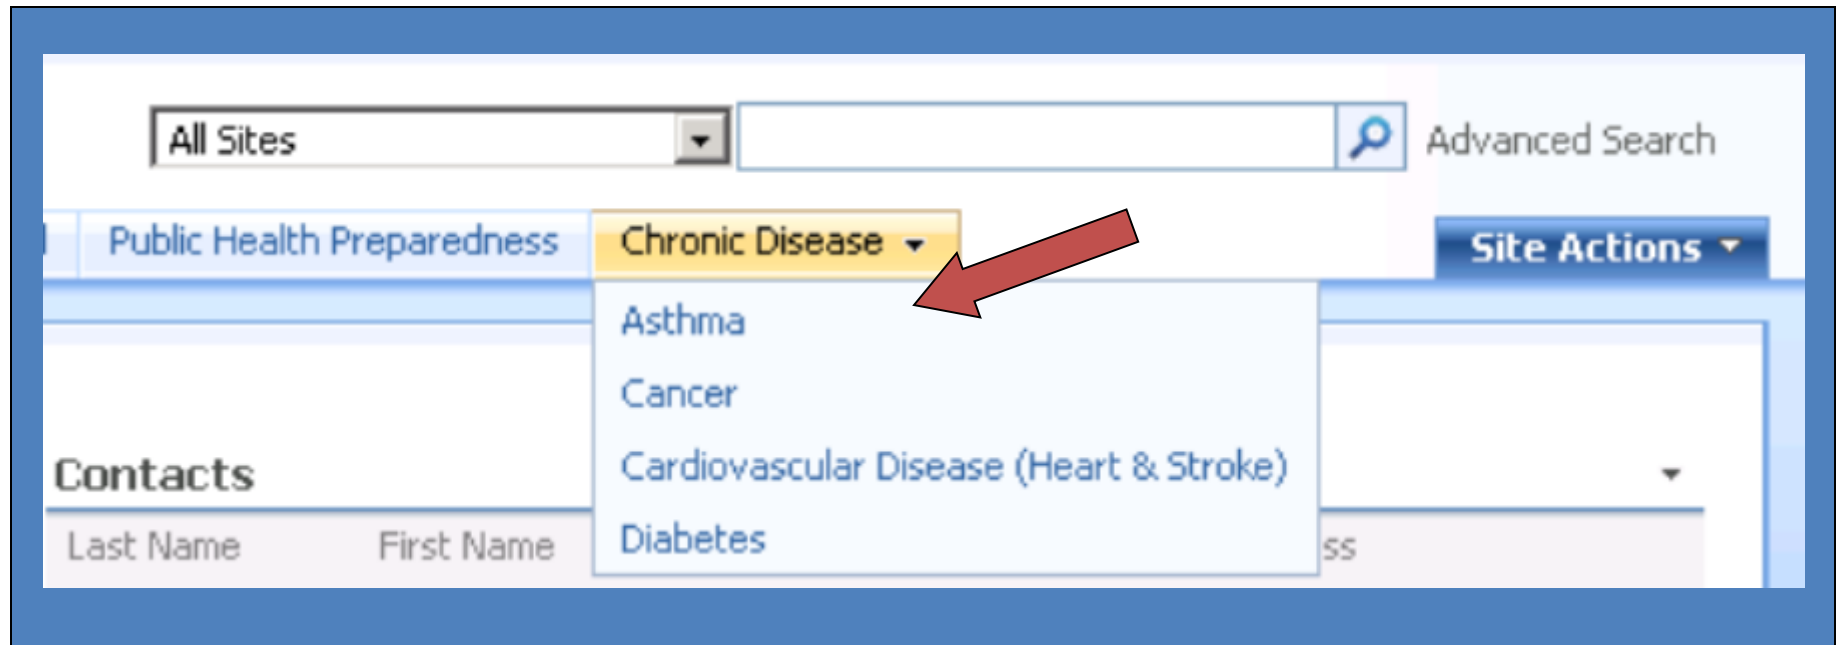 All Sites
Advanced Search
Public Health Preparedness
Chronic Disease
Site Actions
Asthma
Cancer
Contacts
Cardiovascular Disease (Heart & Stroke)
Last Name First Name
Diabetes
ss